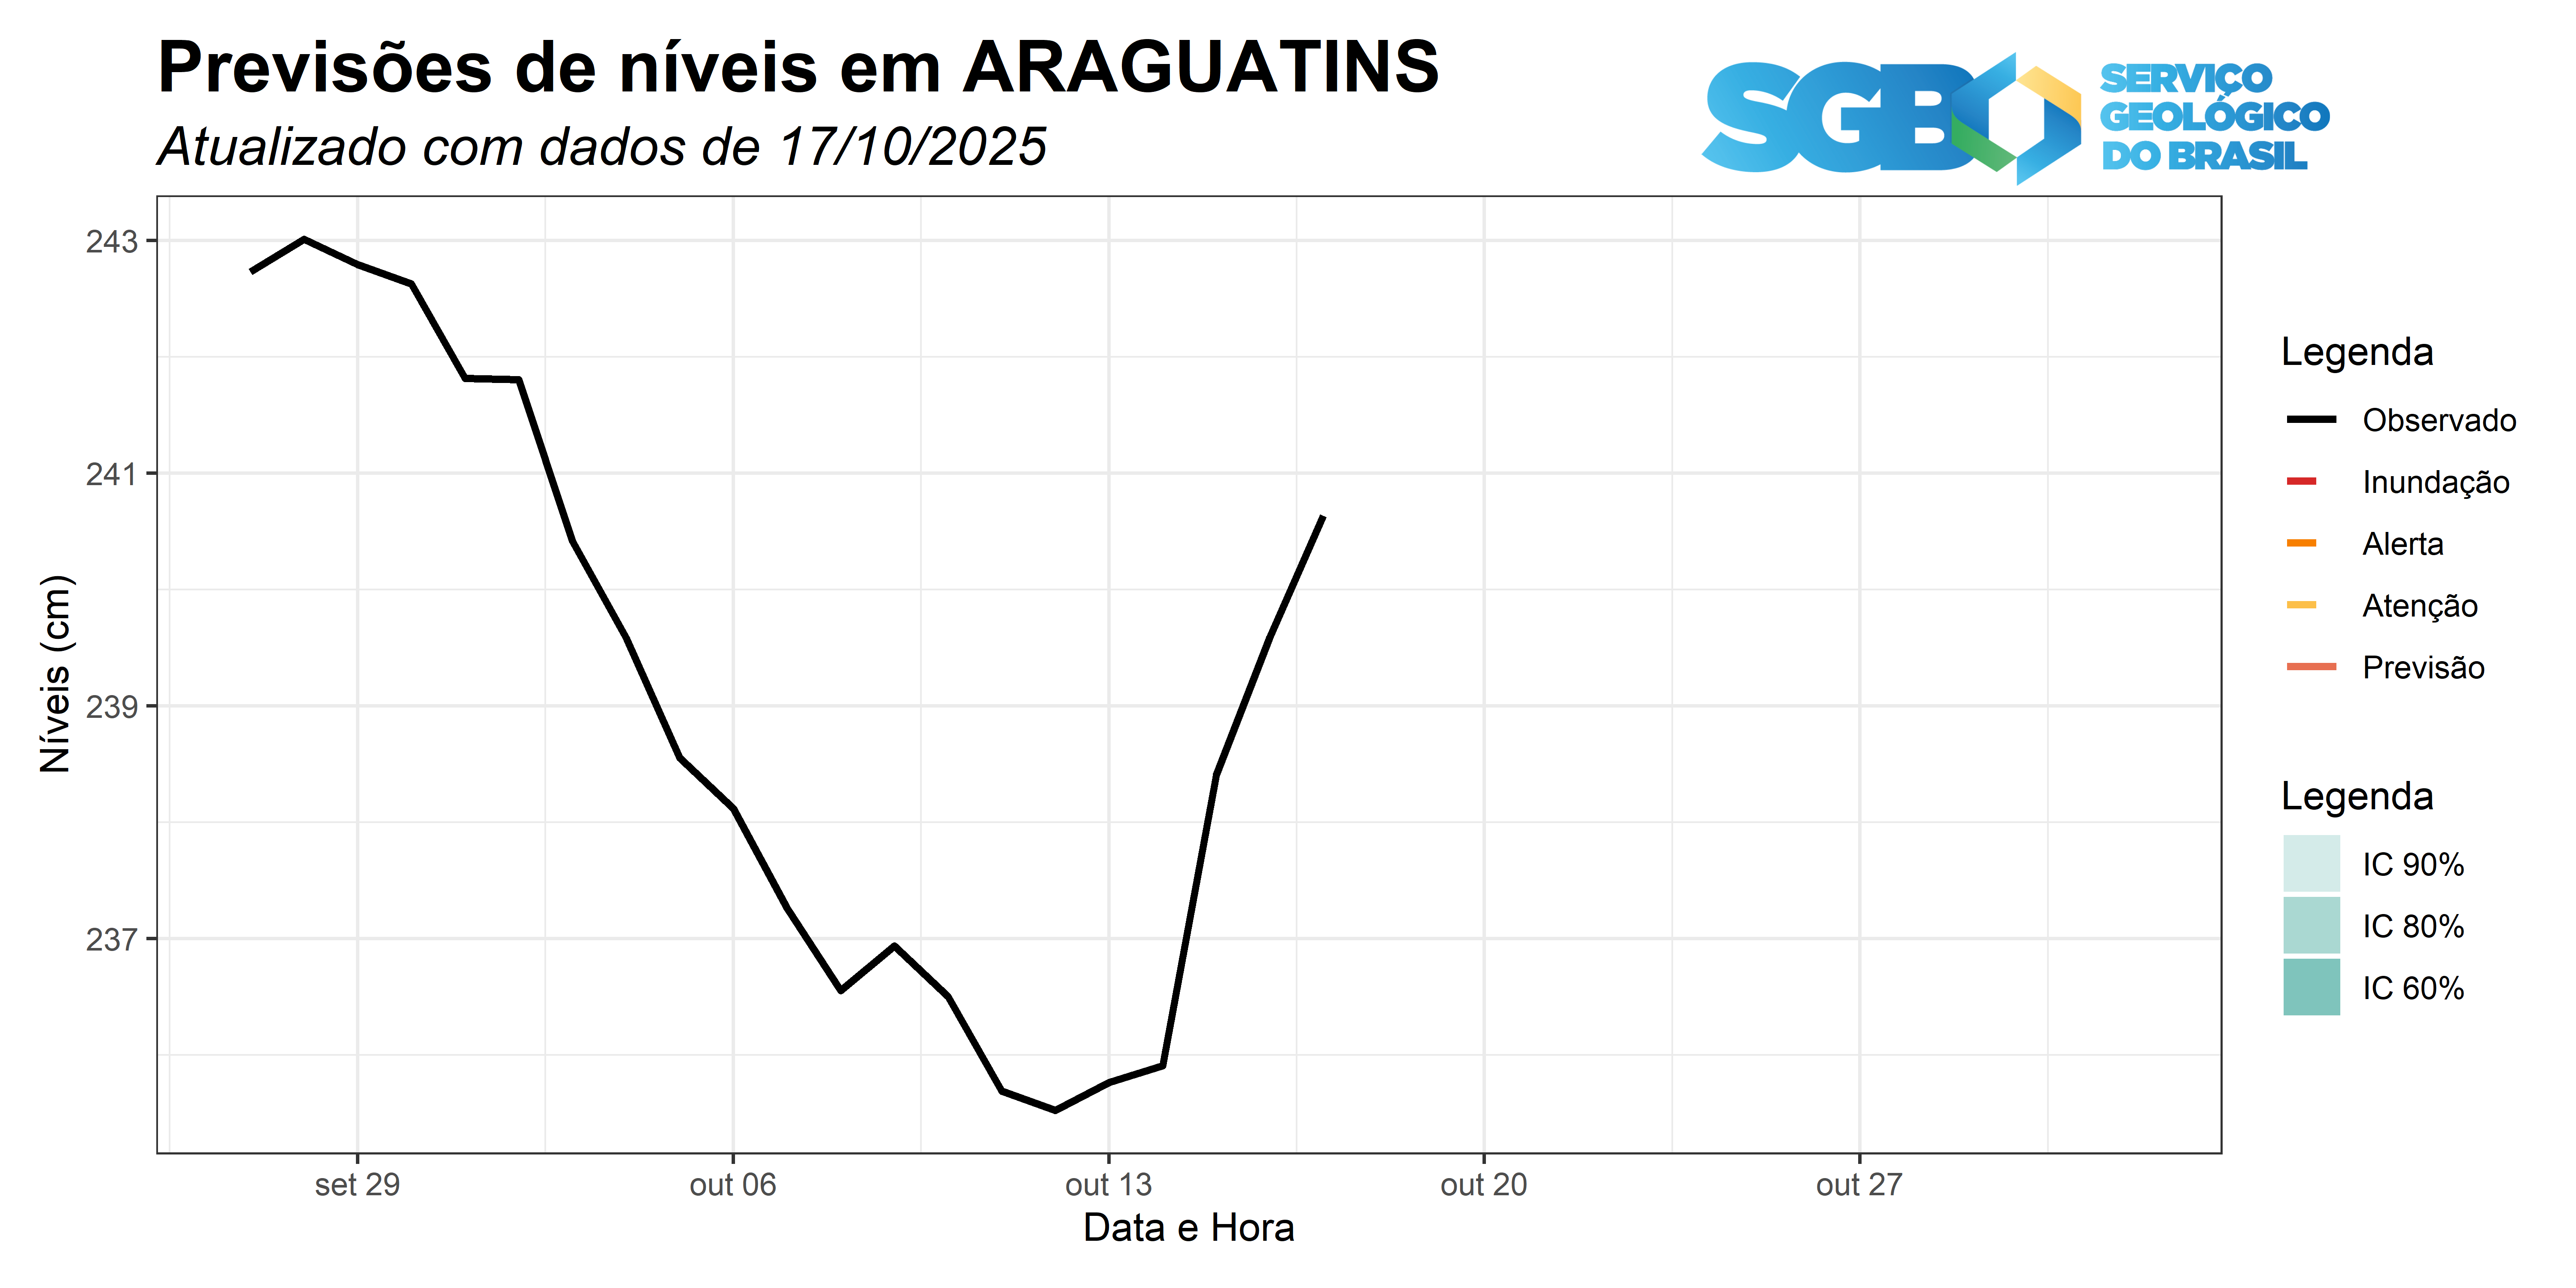 Previsões de níveis em ARAGUATINS
Atualizado com dados de 17/10/2025
SGB
SERVIÇO
GEOLÓGICO
DO BRASIL
243
241
239
237
Níveis (cm)
set 29
out 06
out 13
out 20
out 27
Data e Hora
Legenda
Observado
Inundação
Alerta
Atenção
Previsão
Legenda
IC 90%
IC 80%
IC 60%